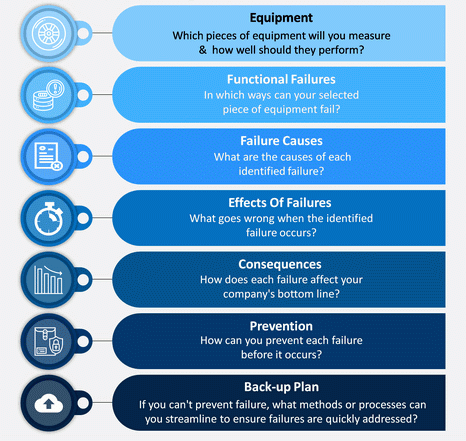 Equipment
Which pieces of equipment will you measure
& how well should they perform?
Functional Failures
In which ways can your selected
piece of equipment fail?
Failure Causes
What are the causes of each
identified failure?
Effects Of Failures
What goes wrong when the identified
failure occurs?
Consequences
How does each failure affect your
company's bottom line?
Prevention
How can you prevent each failure
before it occurs?
Back-up Plan
If you can't prevent failure, what methods or processes can
you streamline to ensure failures are quickly addressed?